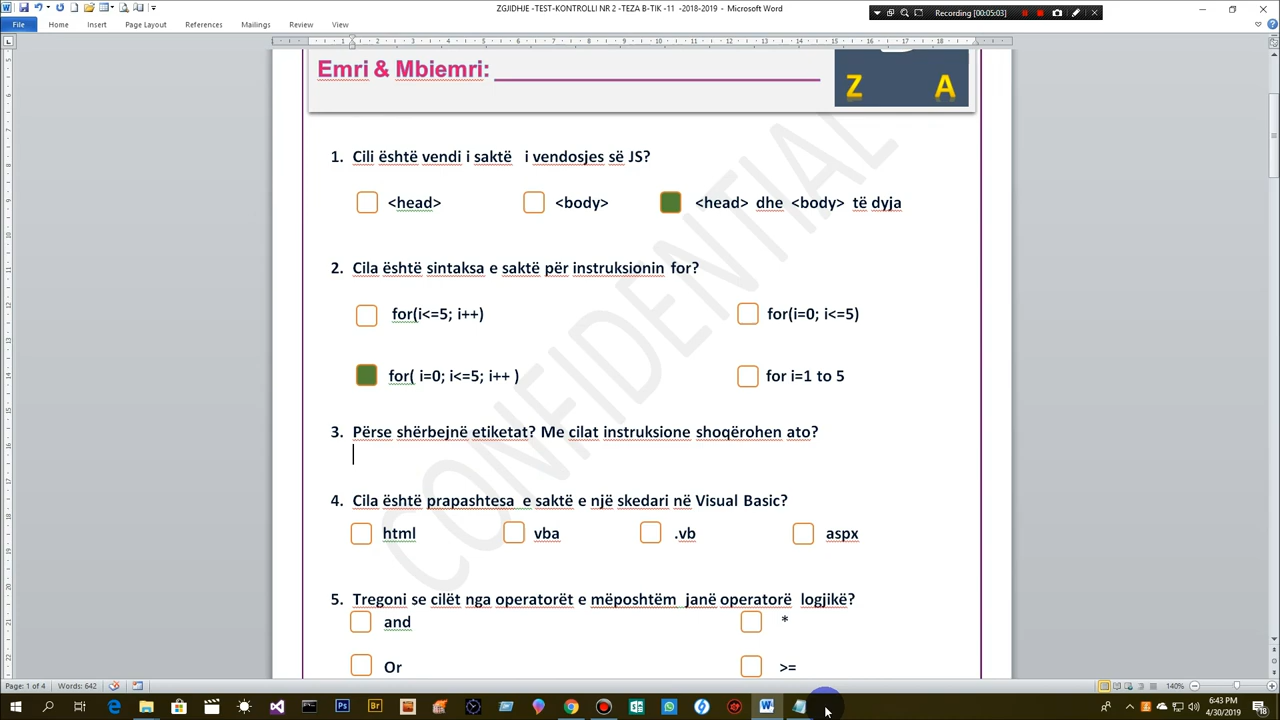 ZGJIDHJE -TEST-KONTROLLI NR 2 -TEZA B-TIK -11 -2018-2019 - Microsoft Word
Recording [00:05:03]
File Home Insert Page Layout References Mailings Review View
Emri & Mbiemri:
Z A
1. Cili është vendi i saktë i vendosjes së JS?
<head> <body> <head> dhe <body> të dyja
2. Cila është sintaksa e saktë për instruksionin for?
for(i<=5; i++) for(i=0; i<=5)
for( i=0; i<=5; i++ ) for i=1 to 5
3. Përse shërbejnë etiketat? Me cilat instruksione shoqërohen ato?
4. Cila është prapashtesa e saktë e një skedari në Visual Basic?
html vba .vb aspx
5. Tregoni se cilët nga operatorët e mëposhtëm janë operatorë logjikë?
and *
Or >=
CONFIDENTIAL
Page: 1 of 4 Words: 642 140%
6:43 PM
4/30/2019